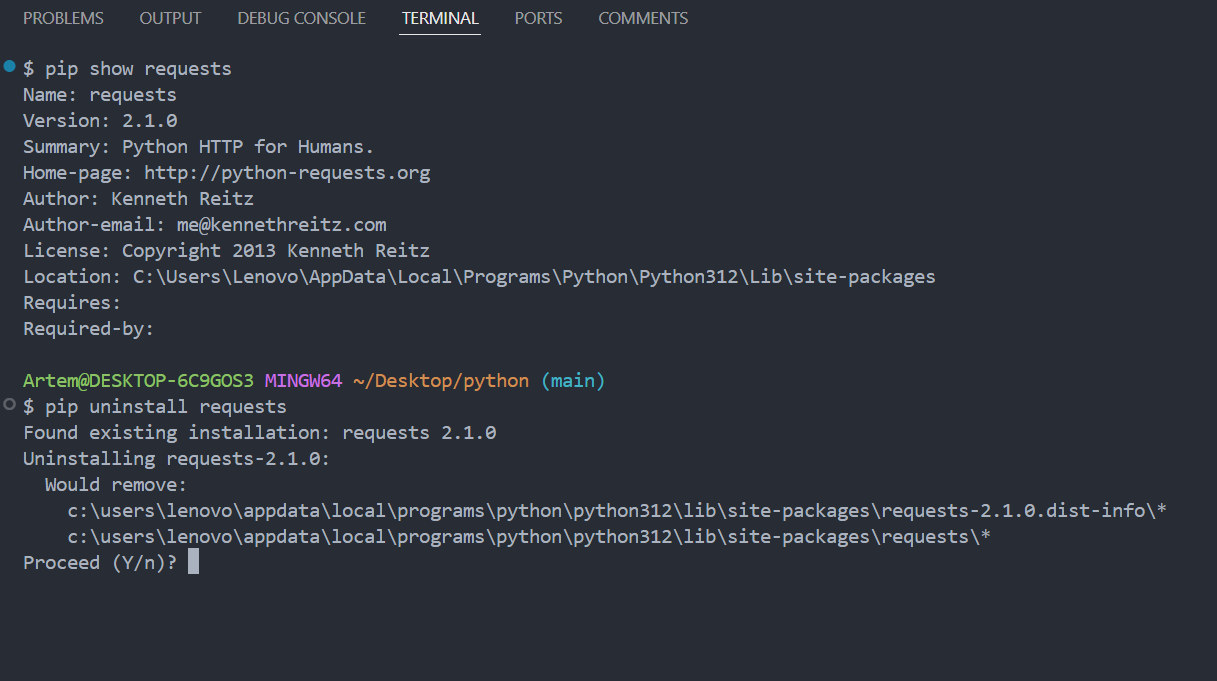 PROBLEMS OUTPUT DEBUG CONSOLE TERMINAL PORTS COMMENTS
$ pip show requests
Name: requests
Version: 2.1.0
Summary: Python HTTP for Humans.
Home-page: http://python-requests.org
Author: Kenneth Reitz
Author-email: me@kennethreitz.com
License: Copyright 2013 Kenneth Reitz
Location: C:\Users\Lenovo\AppData\Local\Programs\Python\Python312\Lib\site-packages
Requires:
Required-by:
Artem@DESKTOP-6C9GOS3 MINGW64 ~/Desktop/python (main)
$ pip uninstall requests
Found existing installation: requests 2.1.0
Uninstalling requests-2.1.0:
  Would remove:
    c:\users\lenovo\appdata\local\programs\python\python312\lib\site-packages\requests-2.1.0.dist-info\*
    c:\users\lenovo\appdata\local\programs\python\python312\lib\site-packages\requests\*
Proceed (Y/n)?